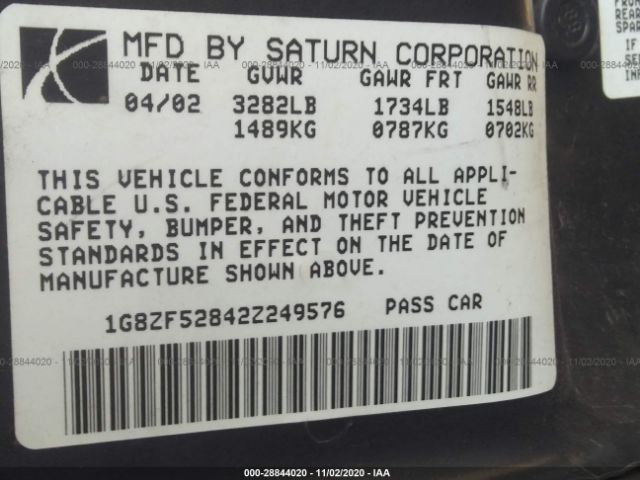 MFD BY SATURN CORPORATION
DATE GVWR GAWR FRT GAWR RR
04/02 3282LB 1734LB 1548LB
1489KG 0787KG 0702KG
THIS VEHICLE CONFORMS TO ALL APPLI-
CABLE U.S. FEDERAL MOTOR VEHICLE
SAFETY, BUMPER, AND THEFT PREVENTION
STANDARDS IN EFFECT ON THE DATE OF
MANUFACTURE SHOWN ABOVE.
1G8ZF52842Z249576 PASS CAR
REAR
IF
000-28844020 - 11/02/2020 - IAA